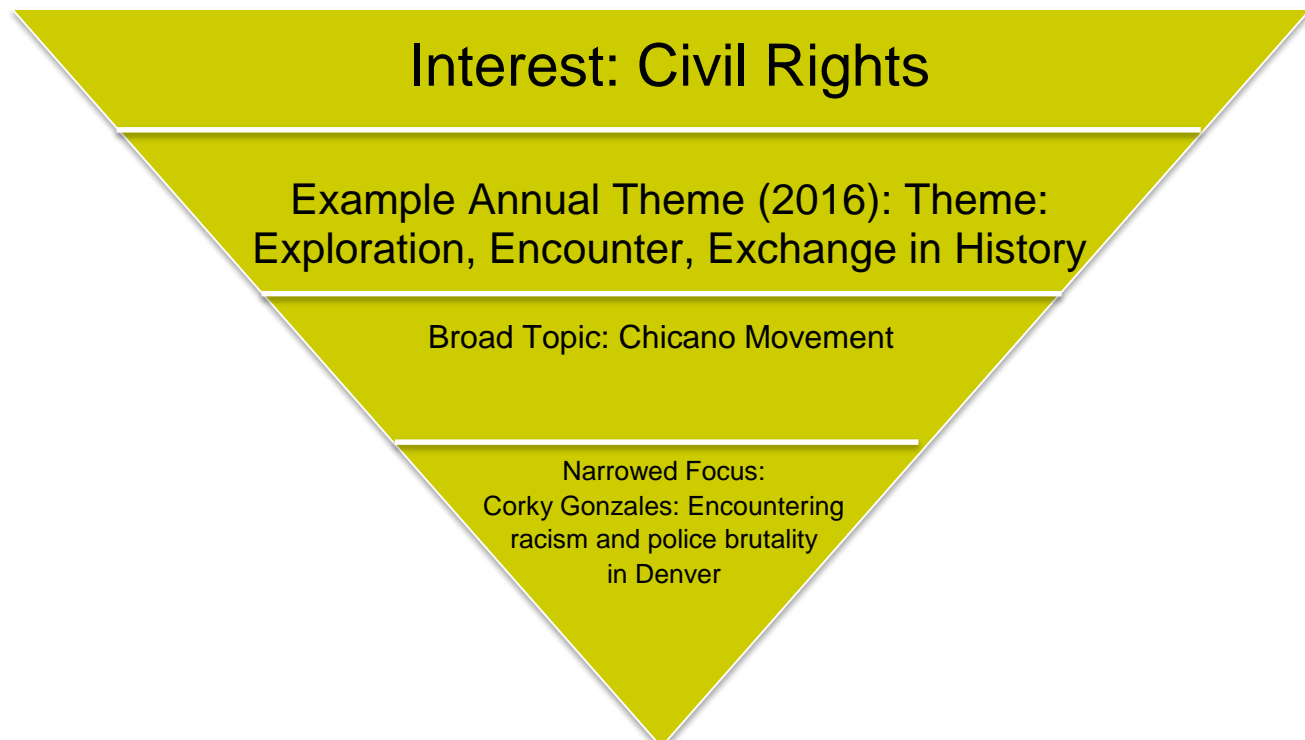 Interest: Civil Rights
Example Annual Theme (2016): Theme:
Exploration, Encounter, Exchange in History
Broad Topic: Chicano Movement
Narrowed Focus:
Corky Gonzales: Encountering
racism and police brutality
in Denver